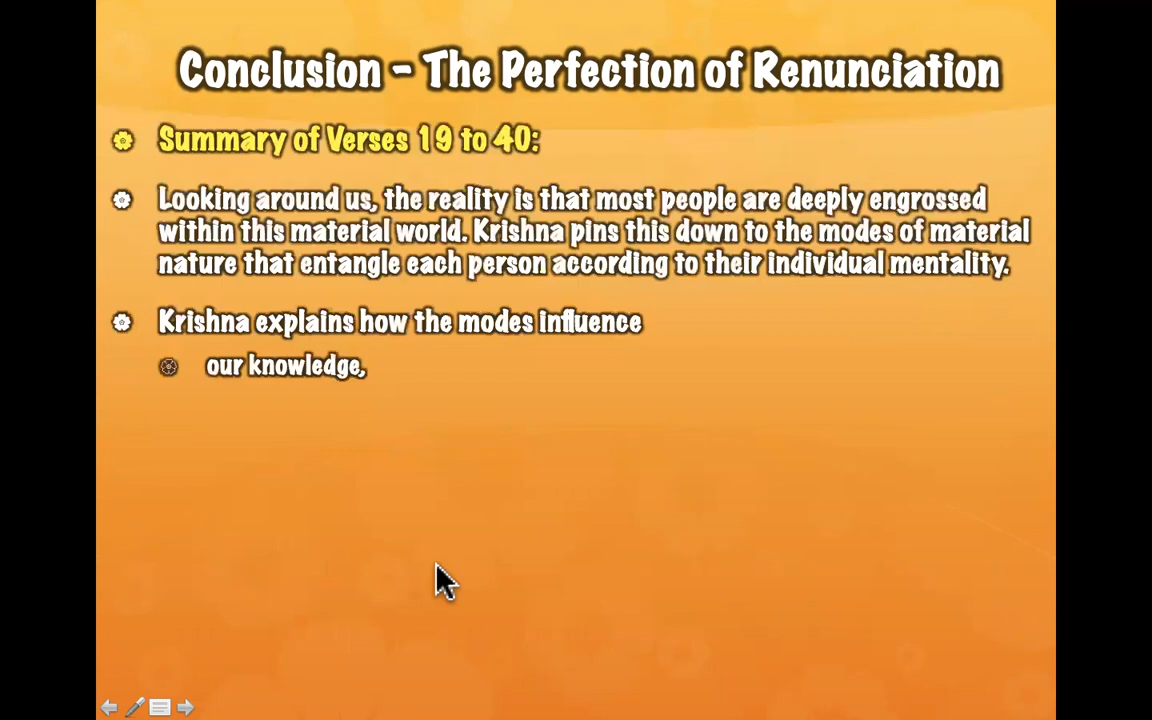 Conclusion - The Perfection of Renunciation
Summary of Verses 19 to 40:
Looking around us, the reality is that most people are deeply engrossed
within this material world. Krishna pins this down to the modes of material
nature that entangle each person according to their individual mentality.
Krishna explains how the modes influence
our knowledge,